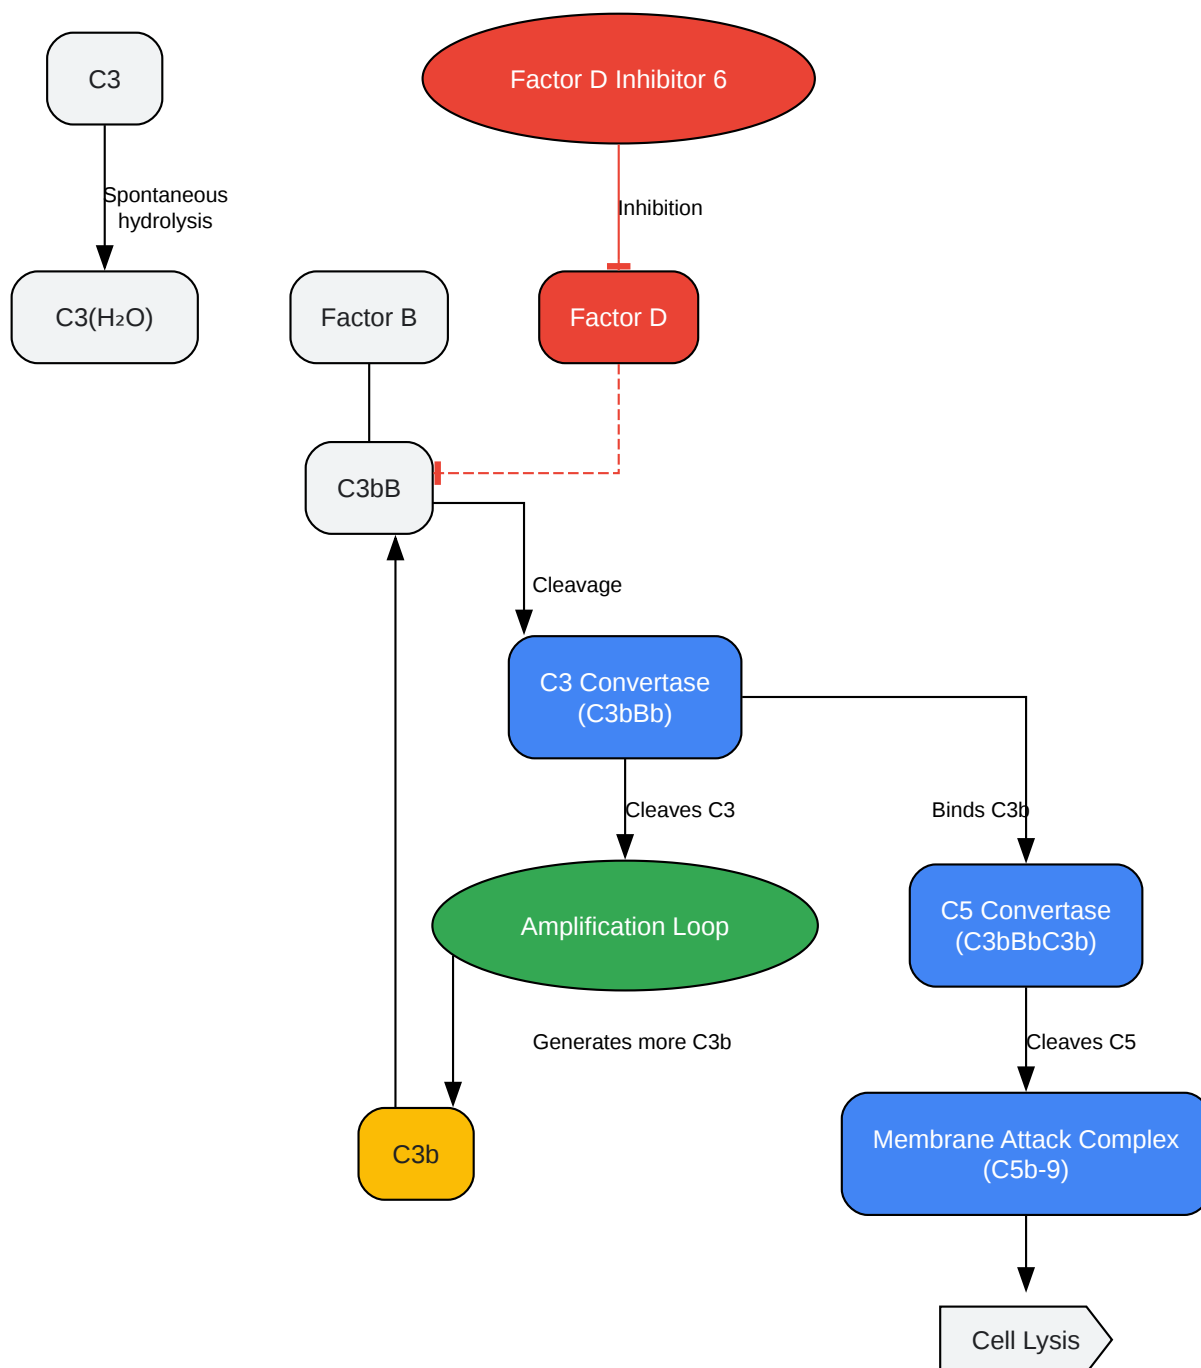 C3
Factor D Inhibitor 6
Spontaneous
hydrolysis
Inhibition
C3(H₂O)
Factor B
Factor D
C3bB
Cleavage
C3 Convertase
(C3bBb)
Cleaves C3
Binds C3b
Amplification Loop
C5 Convertase
(C3bBbC3b)
Generates more C3b
Cleaves C5
C3b
Membrane Attack Complex
(C5b-9)
Cell Lysis